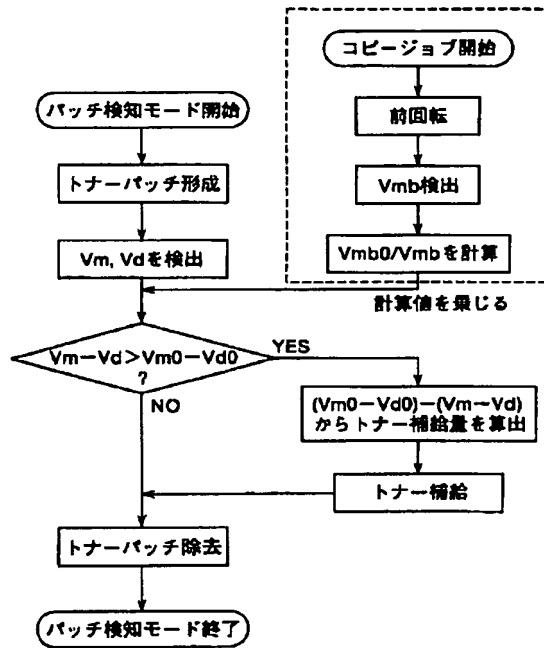 コピージョブ開始
前回転
Vmb検出
Vmb0/Vmbを計算
計算値を乗じる
パッチ検知モード開始
トナーパッチ形成
Vm, Vdを検出
Vm−Vd>Vm0−Vd0
?
YES
NO
(Vm0−Vd0)−(Vm−Vd)
からトナー補給量を算出
トナー補給
トナーパッチ除去
パッチ検知モード終了